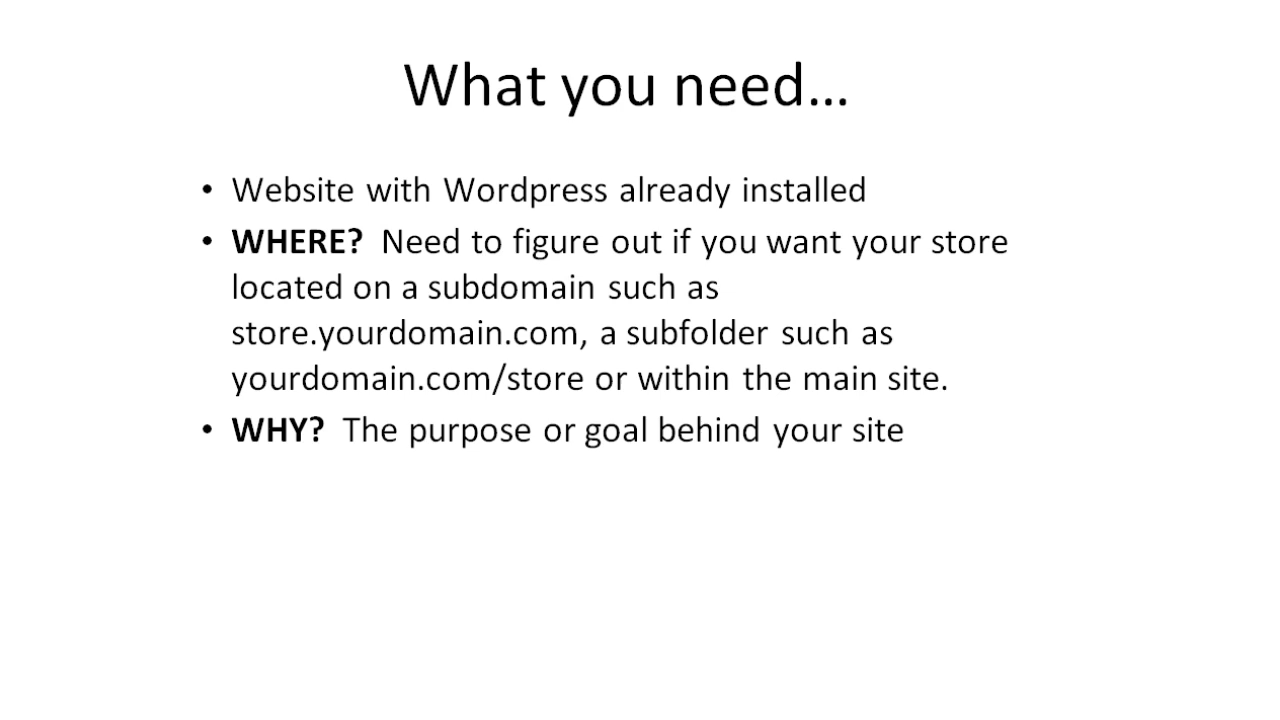 What you need…
• Website with Wordpress already installed
• WHERE?  Need to figure out if you want your store
located on a subdomain such as
store.yourdomain.com, a subfolder such as
yourdomain.com/store or within the main site.
• WHY?  The purpose or goal behind your site